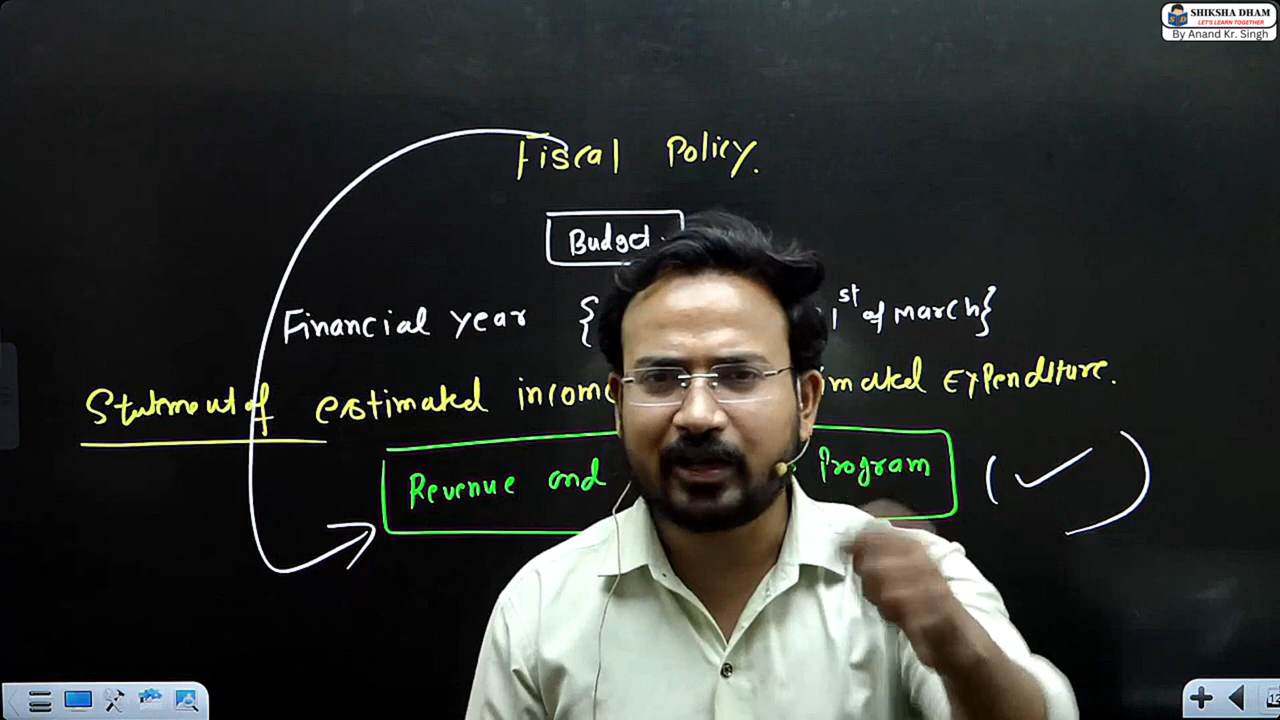 SHIKSHA DHAM
LET'S LEARN TOGETHER
By Anand Kr. Singh
Fiscal Policy.
Budget
Financial year { st of march}
Statement of estimated income Expenditure.
Revenue and Program